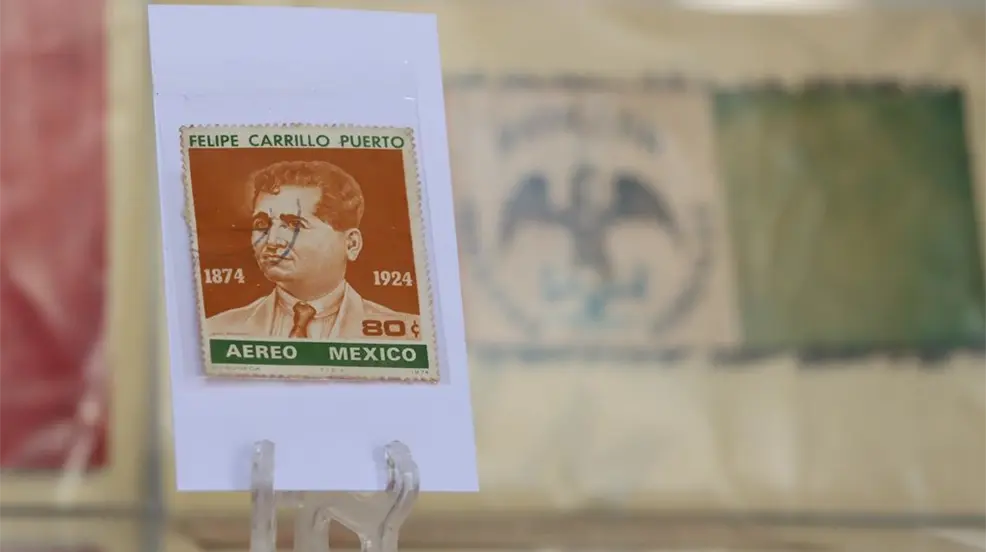 FELIPE CARRILLO PUERTO
1874 1924
80¢
AEREO MEXICO